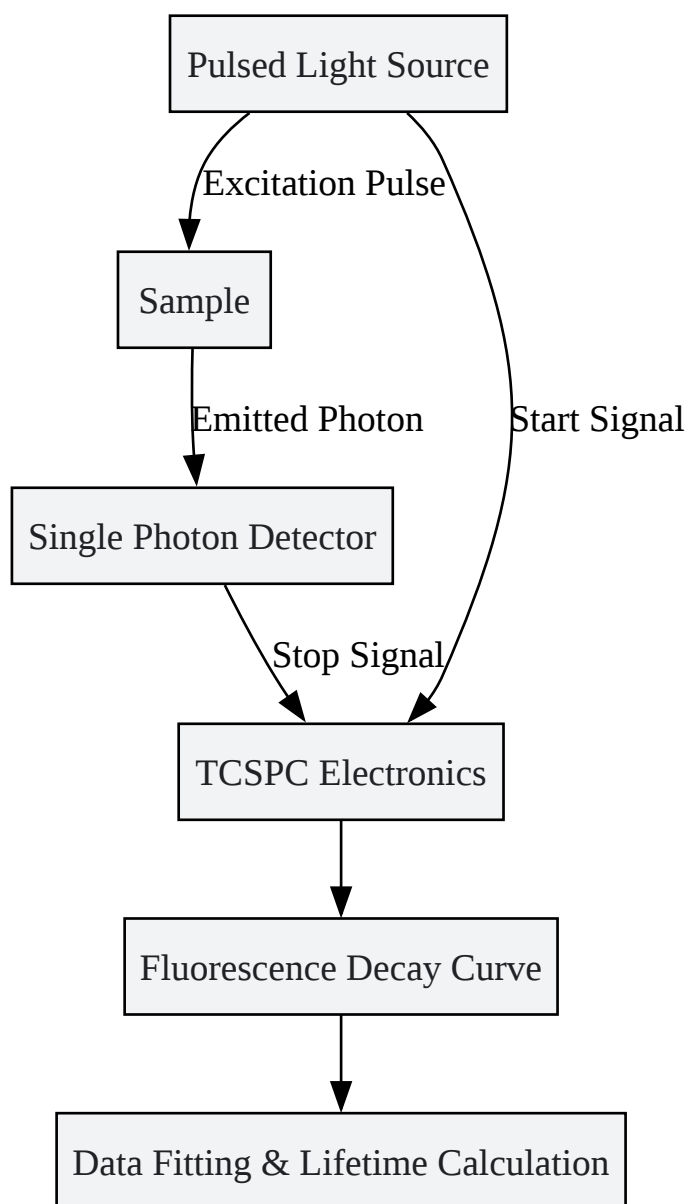 Pulsed Light Source
Excitation Pulse
Sample
Emitted Photon
Start Signal
Single Photon Detector
Stop Signal
TCSPC Electronics
Fluorescence Decay Curve
Data Fitting & Lifetime Calculation